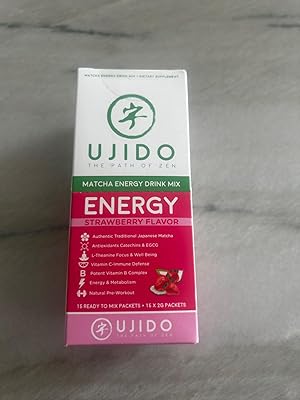 MATCHA ENERGY DRINK MIX • DIETARY SUPPLEMENT
UJIDO
THE PATH OF ZEN
MATCHA ENERGY DRINK MIX
ENERGY
STRAWBERRY FLAVOR
Authentic Traditional Japanese Matcha
Antioxidants Catechins & EGCG
L-Theanine Focus & Well Being
Vitamin C-Immune Defense
B Potent Vitamin B Complex
Energy & Metabolism
Natural Pre-Workout
15 READY TO MIX PACKETS • 15 X 2G PACKETS
UJIDO
THE PATH OF ZEN